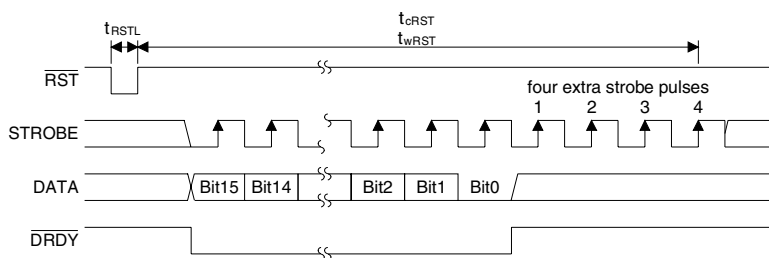 tRSTL
tcRST
twRST
RST
four extra strobe pulses
1 2 3 4
STROBE
DATA
Bit15 Bit14 Bit2 Bit1 Bit0
DRDY